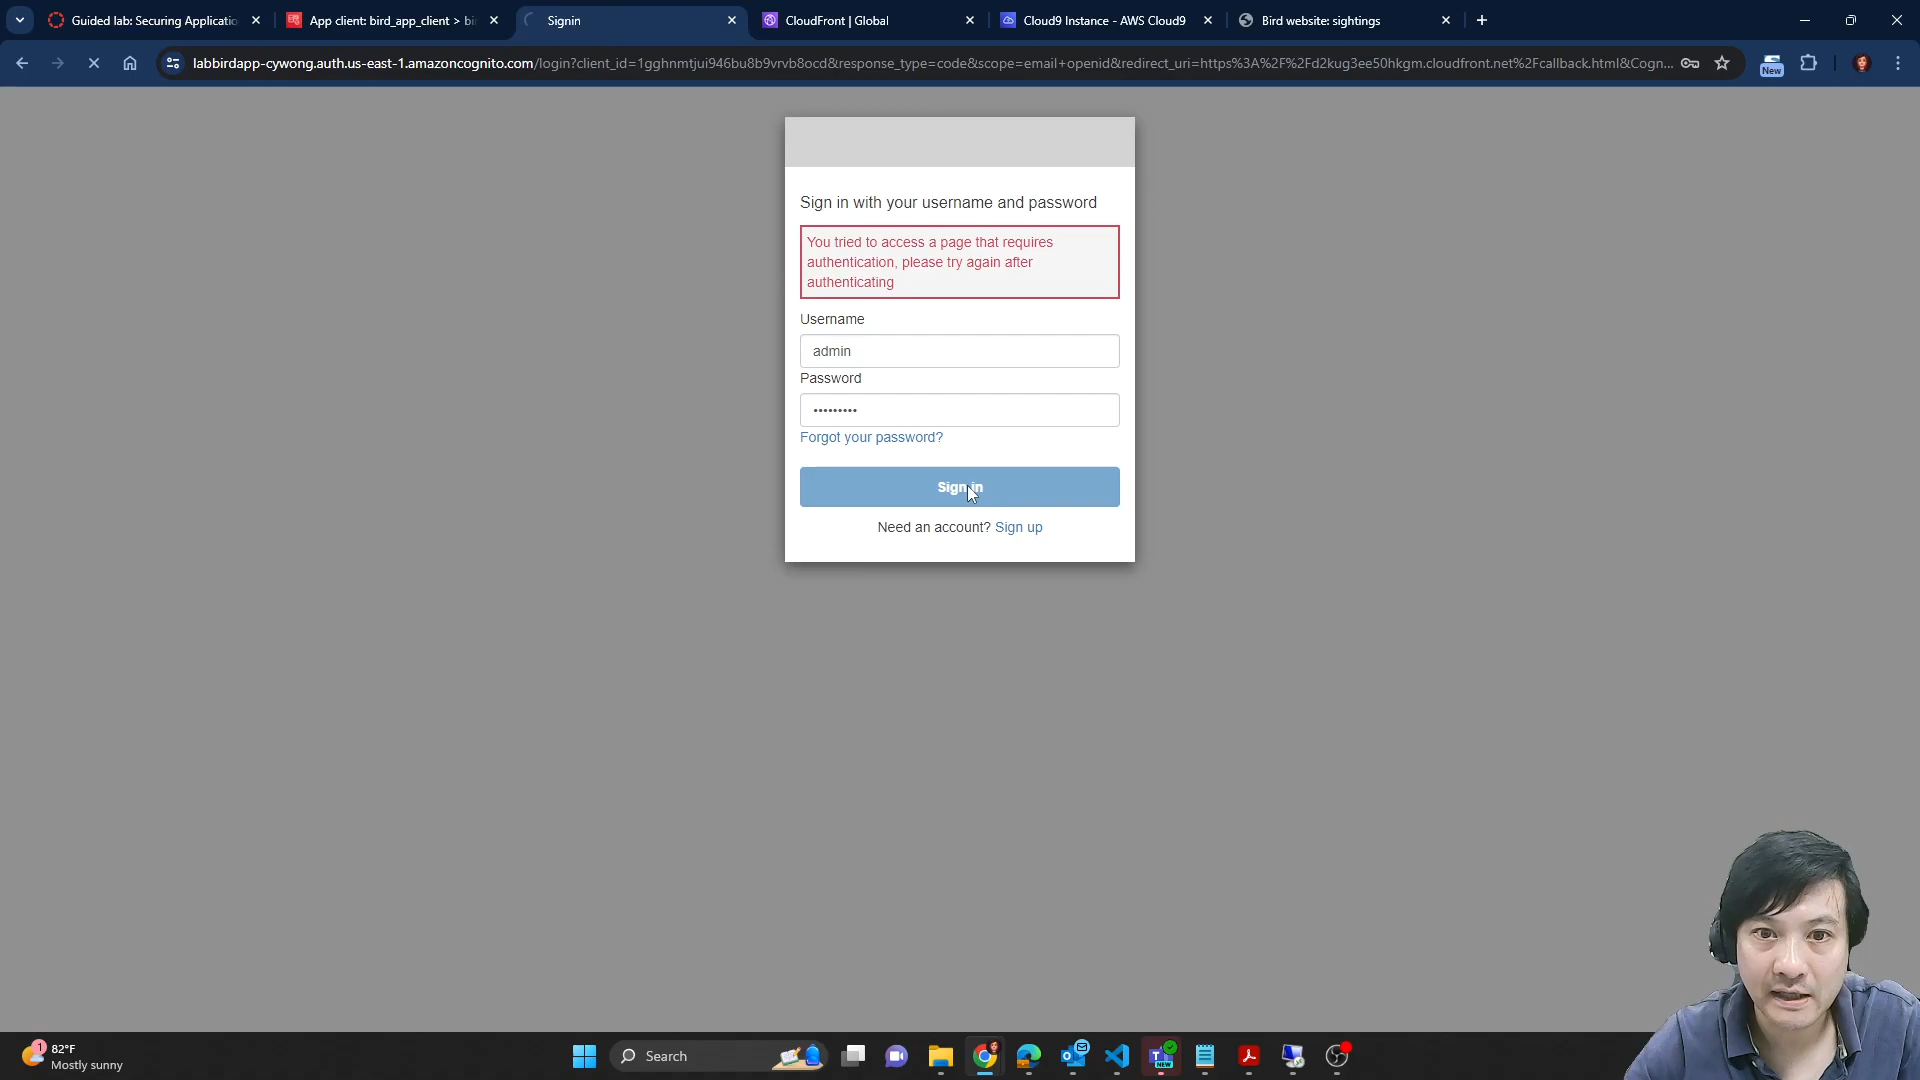 Guided lab: Securing Applicatio
App client: bird_app_client > bi
Signin
CloudFront | Global
Cloud9 Instance - AWS Cloud9
Bird website: sightings
labbirdapp-cywong.auth.us-east-1.amazoncognito.com/login?client_id=1gghnmtjui946bu8b9vrvb8ocd&response_type=code&scope=email+openid&redirect_uri=https%3A%2F%2Fd2kug3ee50hkgm.cloudfront.net%2Fcallback.html&Cogn...
New
Sign in with your username and password
You tried to access a page that requires
authentication, please try again after
authenticating
Username
admin
Password
•••••••••
Forgot your password?
Sign in
Need an account? Sign up
1
82°F
Mostly sunny
Search
NEW